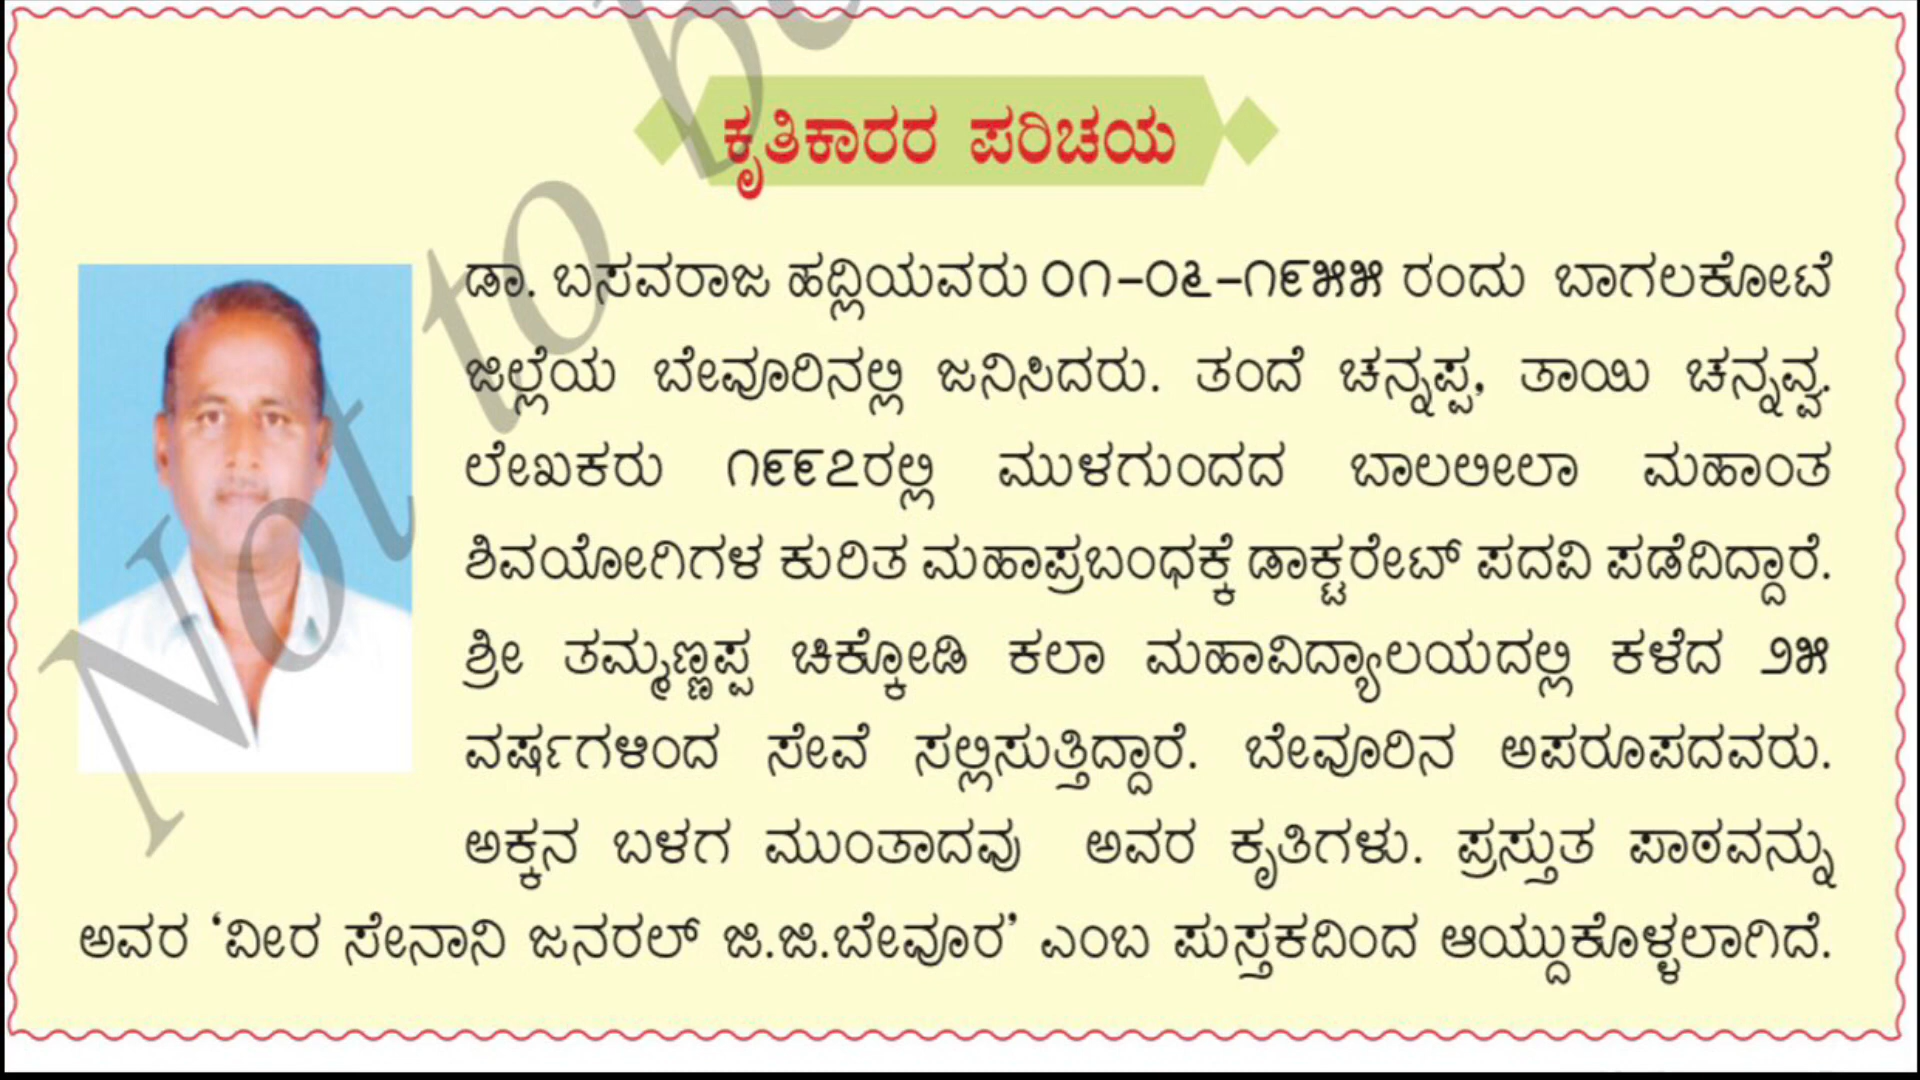 ಕೃತಿಕಾರರ ಪರಿಚಯ
ಡಾ. ಬಸವರಾಜ ಹದ್ಲಿಯವರು ೦೧-೦೬-೧೯೫೫ ರಂದು ಬಾಗಲಕೋಟೆ
ಜಿಲ್ಲೆಯ ಬೇವೂರಿನಲ್ಲಿ ಜನಿಸಿದರು. ತಂದೆ ಚನ್ನಪ್ಪ, ತಾಯಿ ಚನ್ನವ್ವ.
ಲೇಖಕರು ೧೯೯೭ರಲ್ಲಿ ಮುಳಗುಂದದ ಬಾಲಲೀಲಾ ಮಹಾಂತ
ಶಿವಯೋಗಿಗಳ ಕುರಿತ ಮಹಾಪ್ರಬಂಧಕ್ಕೆ ಡಾಕ್ಟರೇಟ್ ಪದವಿ ಪಡೆದಿದ್ದಾರೆ.
ಶ್ರೀ ತಮ್ಮಣ್ಣಪ್ಪ ಚಿಕ್ಕೋಡಿ ಕಲಾ ಮಹಾವಿದ್ಯಾಲಯದಲ್ಲಿ ಕಳೆದ ೨೫
ವರ್ಷಗಳಿಂದ ಸೇವೆ ಸಲ್ಲಿಸುತ್ತಿದ್ದಾರೆ. ಬೇವೂರಿನ ಅಪರೂಪದವರು.
ಅಕ್ಕನ ಬಳಗ ಮುಂತಾದವು ಅವರ ಕೃತಿಗಳು. ಪ್ರಸ್ತುತ ಪಾಠವನ್ನು
ಅವರ ‘ವೀರ ಸೇನಾನಿ ಜನರಲ್ ಜಿ.ಜಿ.ಬೇವೂರ’ ಎಂಬ ಪುಸ್ತಕದಿಂದ ಆಯ್ದುಕೊಳ್ಳಲಾಗಿದೆ.
Not to be